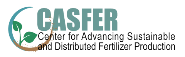 CASFER
Center for Advancing Sustainable
and Distributed Fertilizer Production